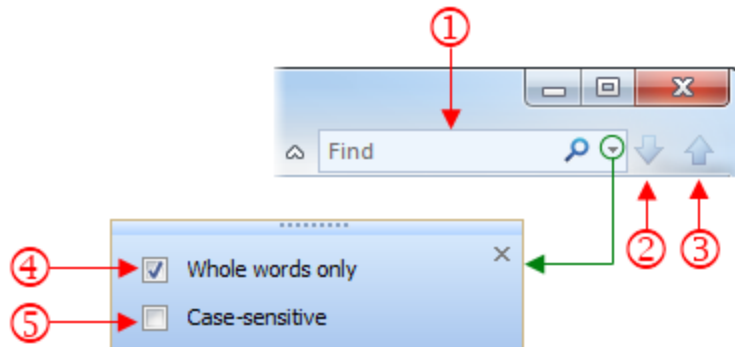 ①
Find
② ③
④ Whole words only
⑤ Case-sensitive